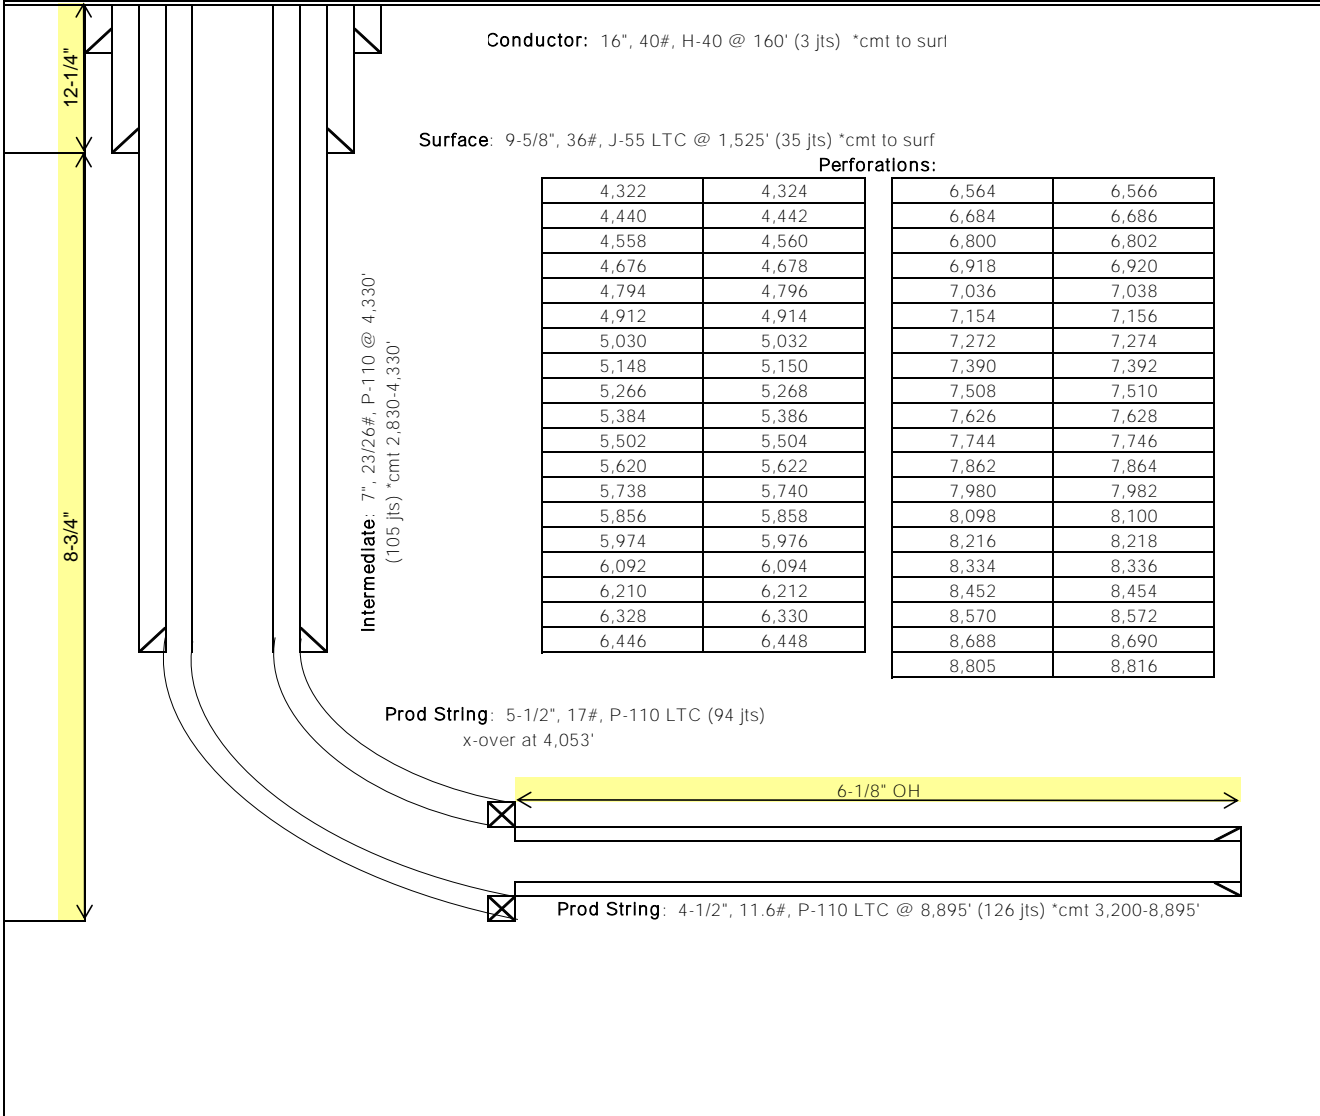 12-1/4"
Conductor: 16", 40#, H-40 @ 160' (3 jts) *cmt to surf
Surface: 9-5/8", 36#, J-55 LTC @ 1,525' (35 jts) *cmt to surf
Perforations:
4,322 4,324 6,564 6,566
4,440 4,442 6,684 6,686
4,558 4,560 6,800 6,802
4,676 4,678 6,918 6,920
4,794 4,796 7,036 7,038
4,912 4,914 7,154 7,156
5,030 5,032 7,272 7,274
5,148 5,150 7,390 7,392
5,266 5,268 7,508 7,510
5,384 5,386 7,626 7,628
5,502 5,504 7,744 7,746
5,620 5,622 7,862 7,864
5,738 5,740 7,980 7,982
5,856 5,858 8,098 8,100
5,974 5,976 8,216 8,218
6,092 6,094 8,334 8,336
6,210 6,212 8,452 8,454
6,328 6,330 8,570 8,572
6,446 6,448 8,688 8,690
8,805 8,816
8-3/4"
Intermediate: 7", 23/26#, P-110 @ 4,330'
(105 jts) *cmt 2,830-4,330'
Prod String: 5-1/2", 17#, P-110 LTC (94 jts)
x-over at 4,053'
6-1/8" OH
Prod String: 4-1/2", 11.6#, P-110 LTC @ 8,895' (126 jts) *cmt 3,200-8,895'